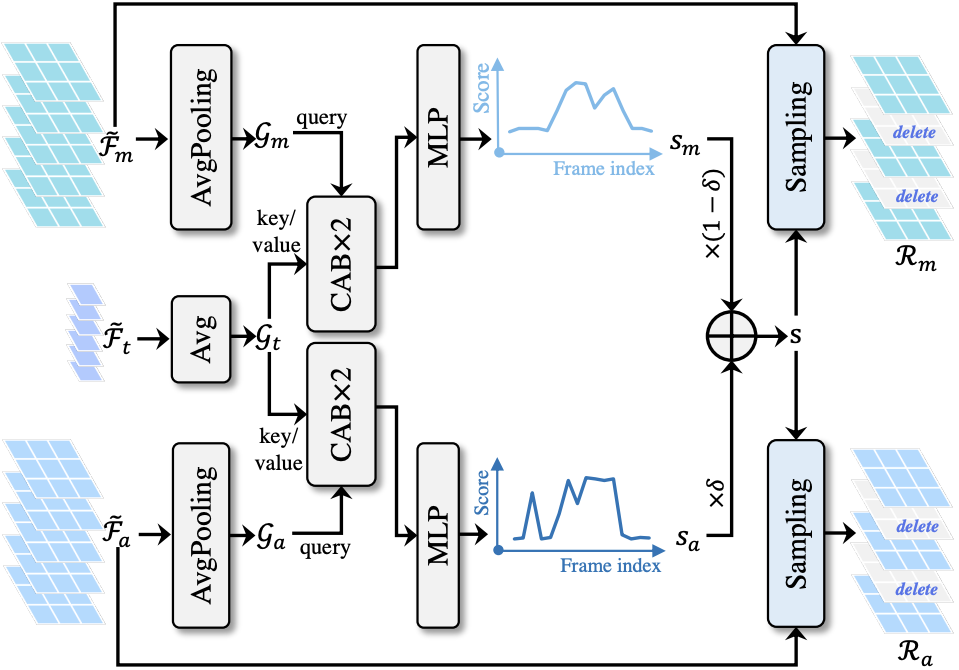 F̃m
AvgPooling
Gm
query
key/
value
CAB×2
MLP
Score
Frame index
sm
×(1 − δ)
Sampling
delete
delete
Rm
F̃t
Avg
Gt
s
CAB×2
key/
value
F̃a
AvgPooling
Ga
query
MLP
Score
Frame index
sa
×δ
Sampling
delete
delete
Ra